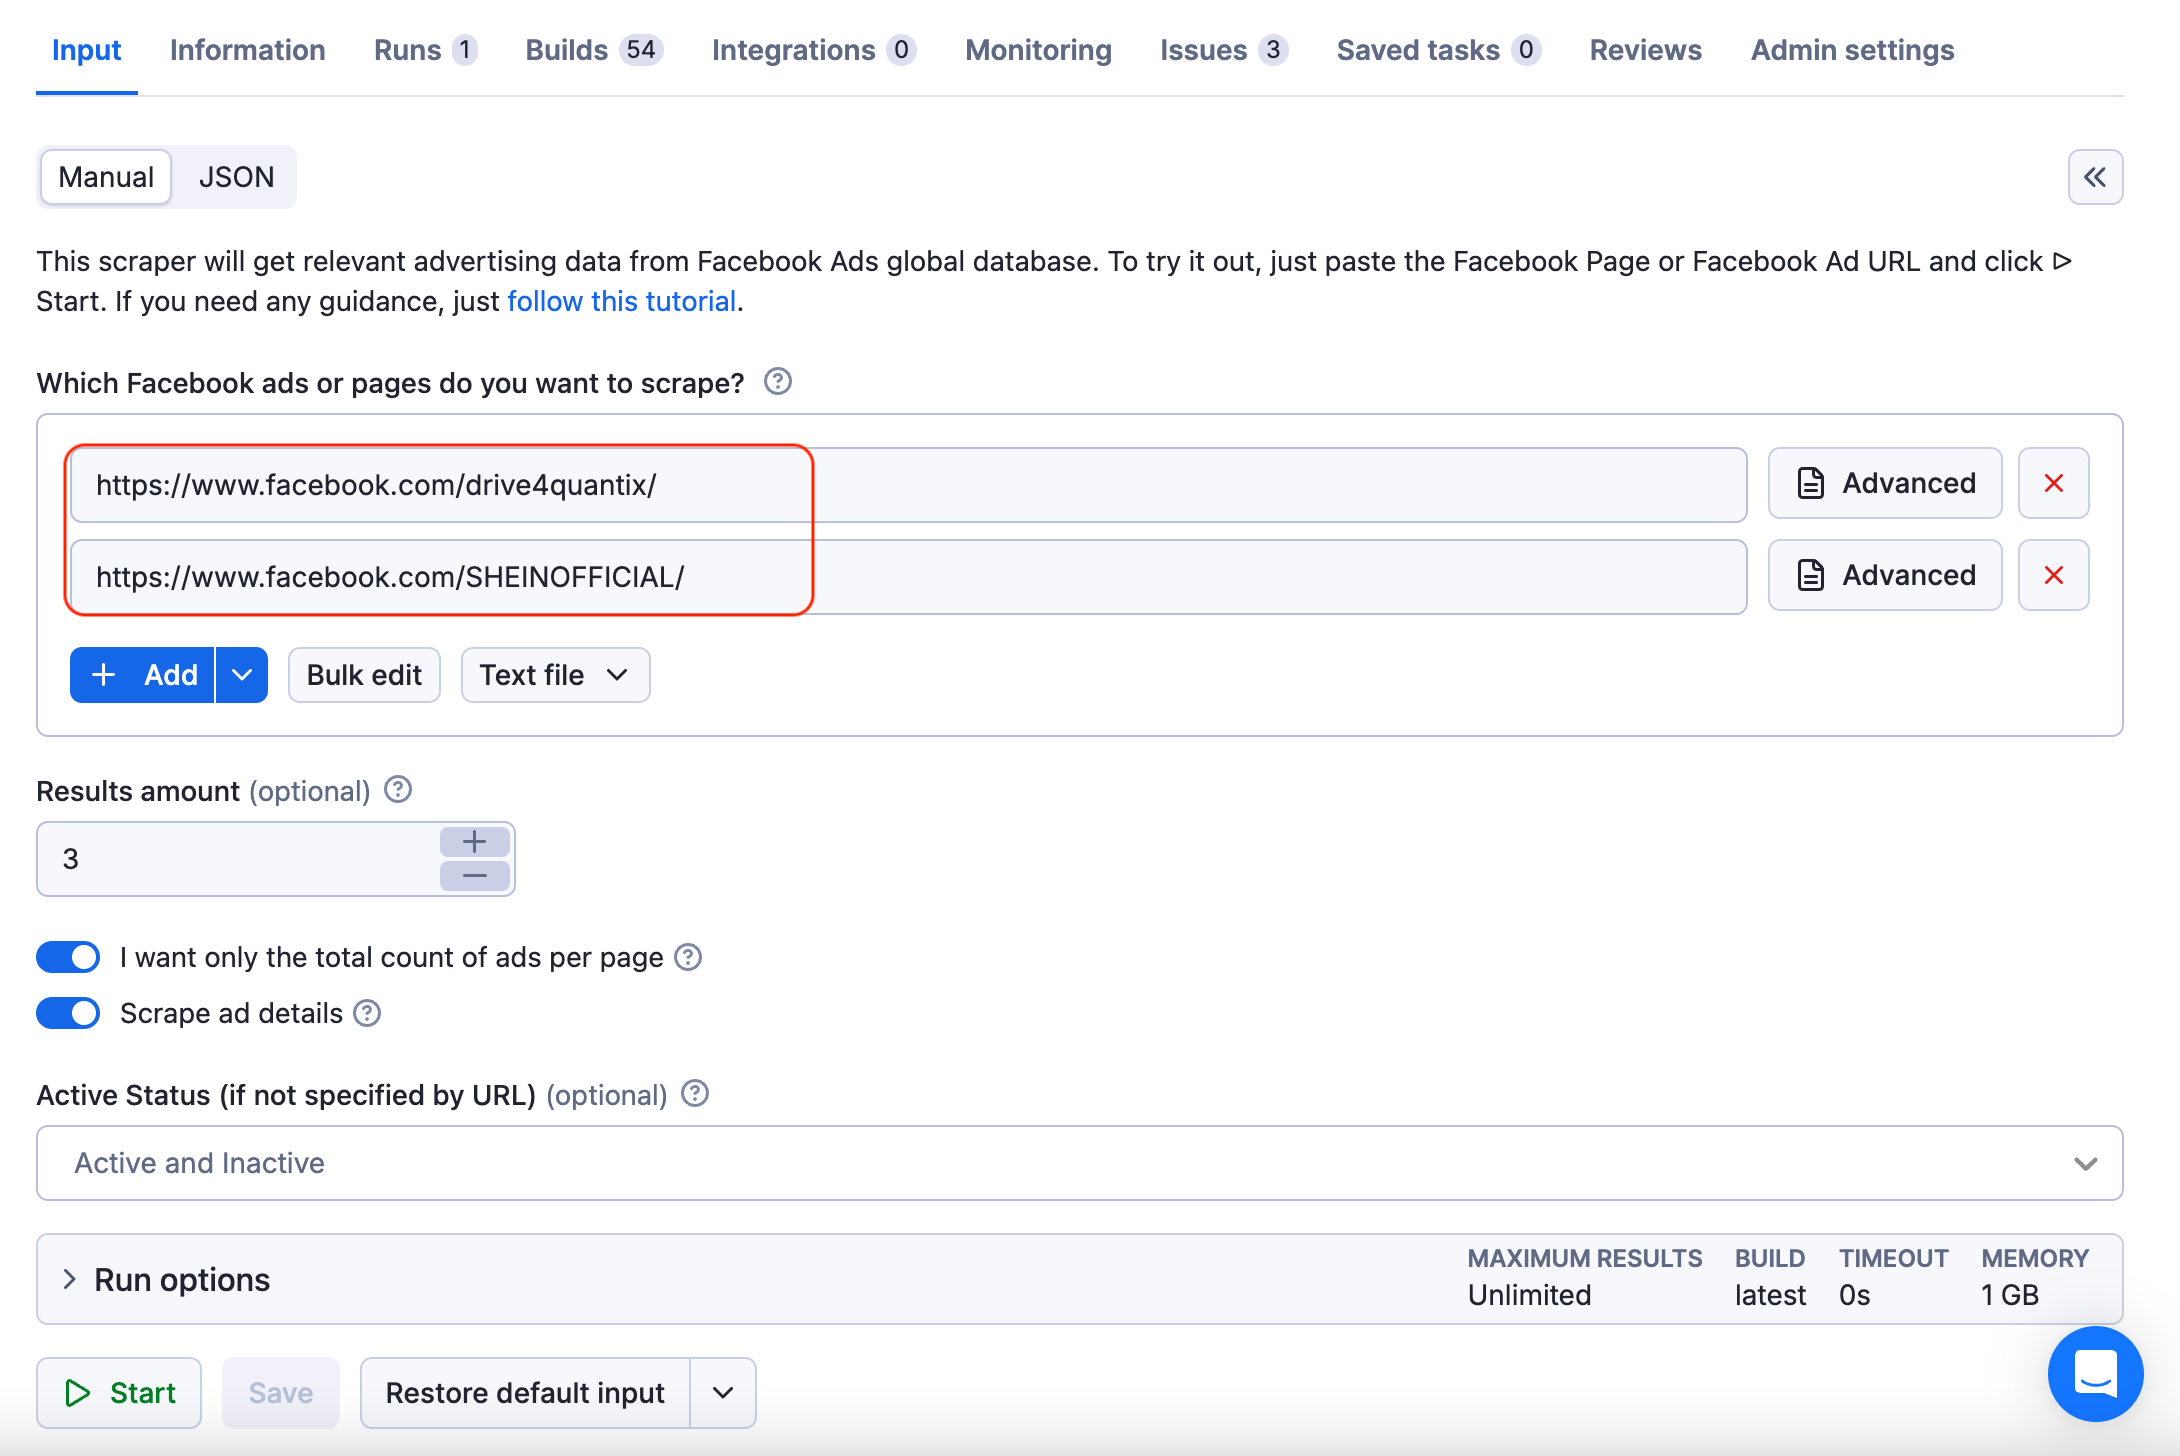 Input Information Runs 1 Builds 54 Integrations 0 Monitoring Issues 3 Saved tasks 0 Reviews Admin settings
Manual JSON
This scraper will get relevant advertising data from Facebook Ads global database. To try it out, just paste the Facebook Page or Facebook Ad URL and click ▷
Start. If you need any guidance, just follow this tutorial.
Which Facebook ads or pages do you want to scrape?
https://www.facebook.com/drive4quantix/ Advanced
https://www.facebook.com/SHEINOFFICIAL/ Advanced
+ Add Bulk edit Text file
Results amount (optional)
3
I want only the total count of ads per page
Scrape ad details
Active Status (if not specified by URL) (optional)
Active and Inactive
Run options MAXIMUM RESULTS BUILD TIMEOUT MEMORY
Unlimited latest 0s 1 GB
Start Save Restore default input